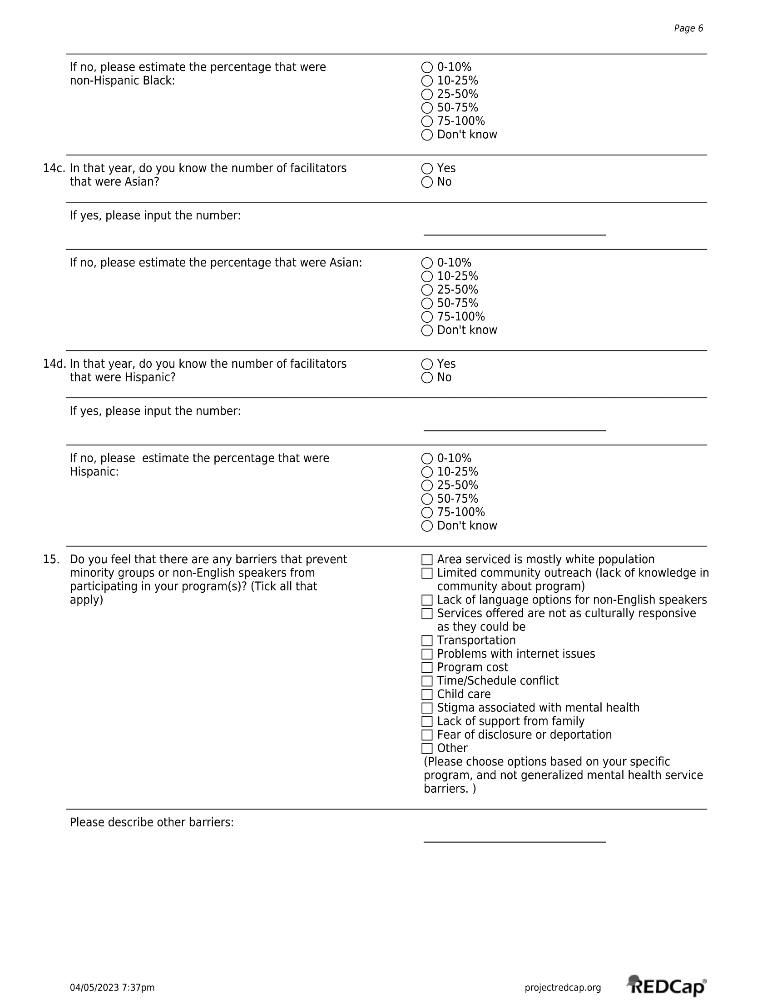 Page 6
If no, please estimate the percentage that were
non-Hispanic Black:
0-10%
10-25%
25-50%
50-75%
75-100%
Don't know
14c. In that year, do you know the number of facilitators
that were Asian?
Yes
No
If yes, please input the number:
If no, please estimate the percentage that were Asian:
0-10%
10-25%
25-50%
50-75%
75-100%
Don't know
14d. In that year, do you know the number of facilitators
that were Hispanic?
Yes
No
If yes, please input the number:
If no, please  estimate the percentage that were
Hispanic:
0-10%
10-25%
25-50%
50-75%
75-100%
Don't know
15. Do you feel that there are any barriers that prevent
minority groups or non-English speakers from
participating in your program(s)? (Tick all that
apply)
Area serviced is mostly white population
Limited community outreach (lack of knowledge in
community about program)
Lack of language options for non-English speakers
Services offered are not as culturally responsive
as they could be
Transportation
Problems with internet issues
Program cost
Time/Schedule conflict
Child care
Stigma associated with mental health
Lack of support from family
Fear of disclosure or deportation
Other
(Please choose options based on your specific
program, and not generalized mental health service
barriers. )
Please describe other barriers:
04/05/2023 7:37pm
projectredcap.org
REDCap®